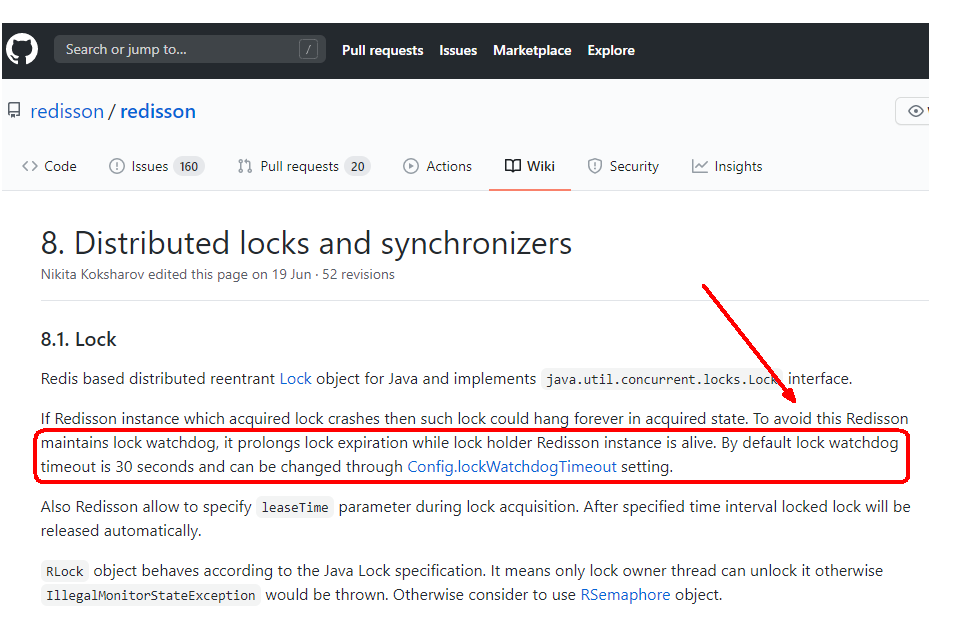 Search or jump to... /
Pull requests Issues Marketplace Explore
redisson / redisson
Code Issues 160 Pull requests 20 Actions Wiki Security Insights
8. Distributed locks and synchronizers
Nikita Koksharov edited this page on 19 Jun · 52 revisions
8.1. Lock
Redis based distributed reentrant Lock object for Java and implements java.util.concurrent.locks.Lock interface.
If Redisson instance which acquired lock crashes then such lock could hang forever in acquired state. To avoid this Redisson
maintains lock watchdog, it prolongs lock expiration while lock holder Redisson instance is alive. By default lock watchdog
timeout is 30 seconds and can be changed through Config.lockWatchdogTimeout setting.
Also Redisson allow to specify leaseTime parameter during lock acquisition. After specified time interval locked lock will be
released automatically.
RLock object behaves according to the Java Lock specification. It means only lock owner thread can unlock it otherwise
IllegalMonitorStateException would be thrown. Otherwise consider to use RSemaphore object.